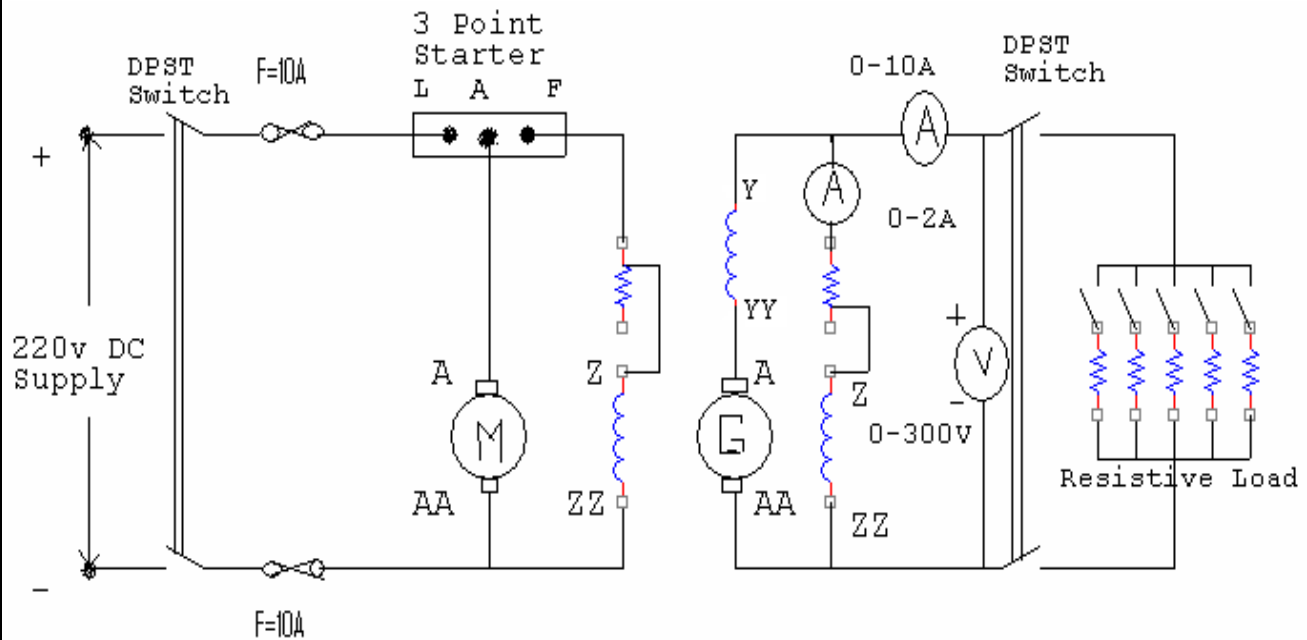 3 Point
Starter
L A F
DPST
Switch
F=10A
+
220v DC
Supply
-
F=10A
A
M
AA
Z
ZZ
Y
YY
A
G
AA
A
0-2A
Z
ZZ
0-10A
A
DPST
Switch
+
V
-
0-300V
Resistive Load